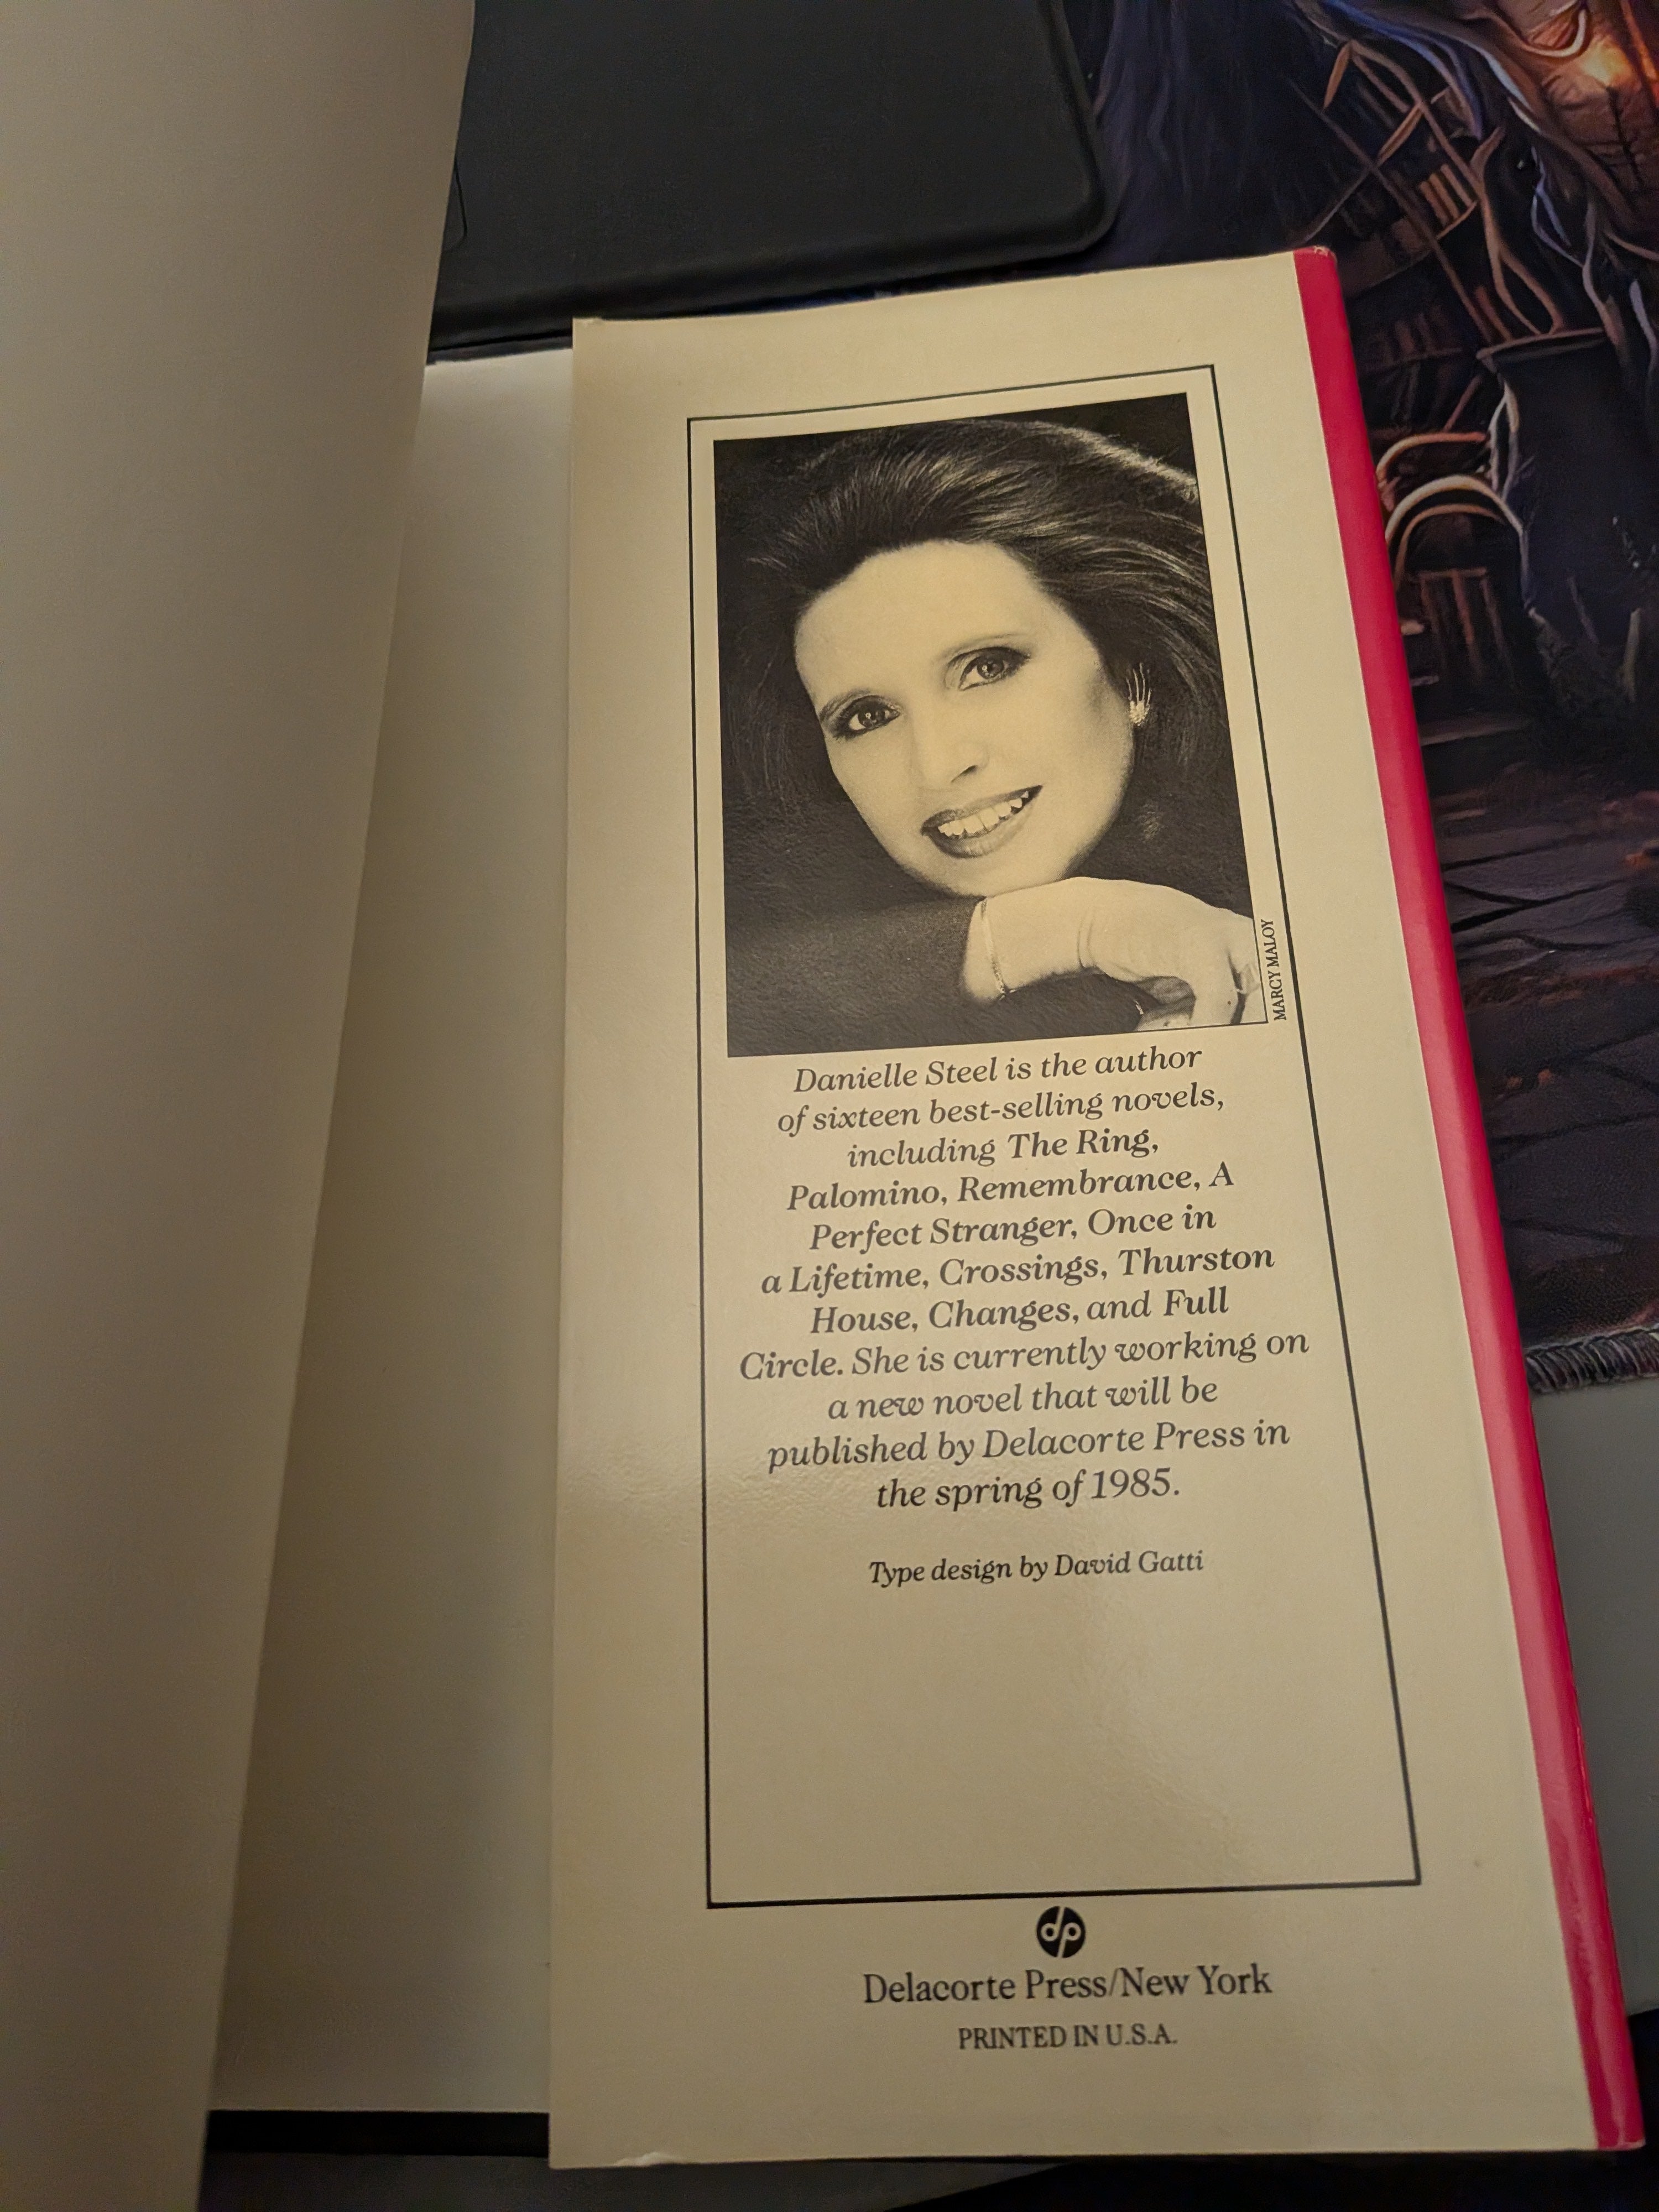 MARCY MALOY
Danielle Steel is the author
of sixteen best-selling novels,
including The Ring,
Palomino, Remembrance, A
Perfect Stranger, Once in
a Lifetime, Crossings, Thurston
House, Changes, and Full
Circle. She is currently working on
a new novel that will be
published by Delacorte Press in
the spring of 1985.
Type design by David Gatti
dp
Delacorte Press/New York
PRINTED IN U.S.A.